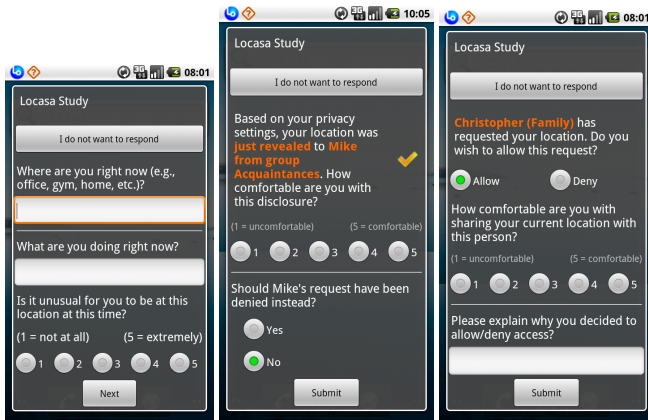 08:01
Locasa Study
I do not want to respond
Where are you right now (e.g.,
office, gym, home, etc.)?
What are you doing right now?
Is it unusual for you to be at this
location at this time?
(1 = not at all) (5 = extremely)
1 2 3 4 5
Next
3G
10:05
Locasa Study
I do not want to respond
Based on your privacy
settings, your location was
just revealed to Mike
from group
Acquaintances. How
comfortable are you with
this disclosure?
(1 = uncomfortable) (5 = comfortable)
1 2 3 4 5
Should Mike's request have been
denied instead?
Yes
No
Submit
3G
08:01
Locasa Study
I do not want to respond
Christopher (Family) has
requested your location. Do you
wish to allow this request?
Allow Deny
How comfortable are you with
sharing your current location with
this person?
(1 = uncomfortable) (5 = comfortable)
1 2 3 4 5
Please explain why you decided to
allow/deny access?
Submit